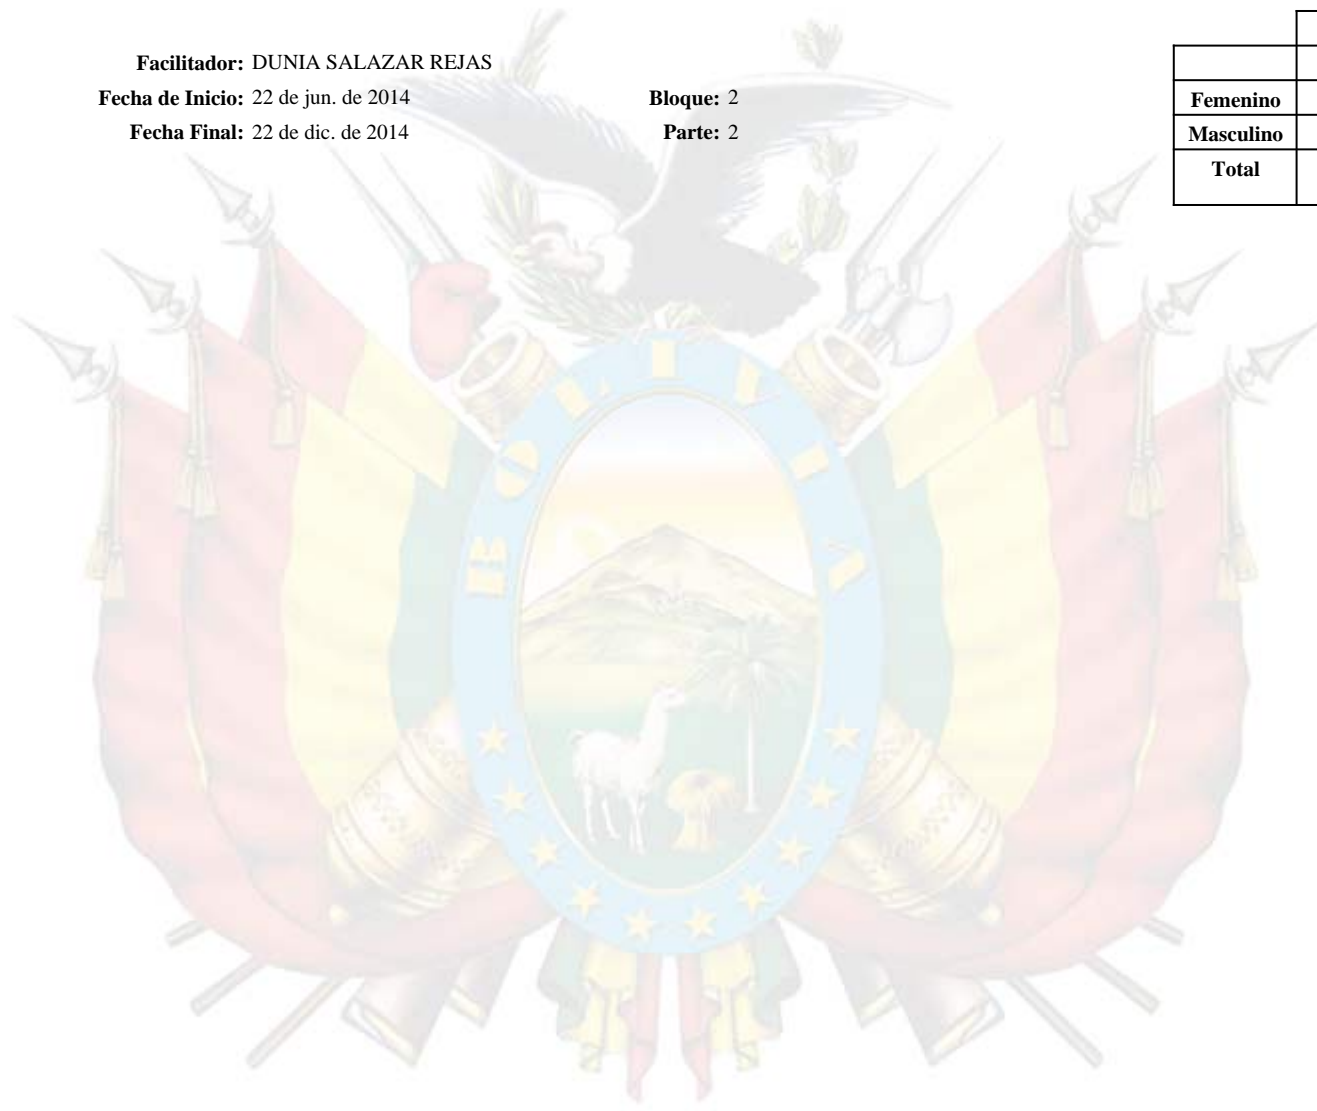 Facilitador: DUNIA SALAZAR REJAS
Fecha de Inicio: 22 de jun. de 2014 Bloque: 2
Fecha Final: 22 de dic. de 2014 Parte: 2
Femenino
Masculino
Total
BOLIVIA